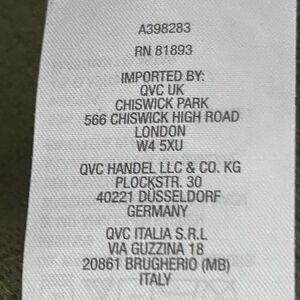 A398283
RN 81893
IMPORTED BY:
QVC UK
CHISWICK PARK
566 CHISWICK HIGH ROAD
LONDON
W4 5XU
QVC HANDEL LLC & CO. KG
PLOCKSTR. 30
40221 DÜSSELDORF
GERMANY
QVC ITALIA S.R.L
VIA GUZZINA 18
20861 BRUGHERIO (MB)
ITALY